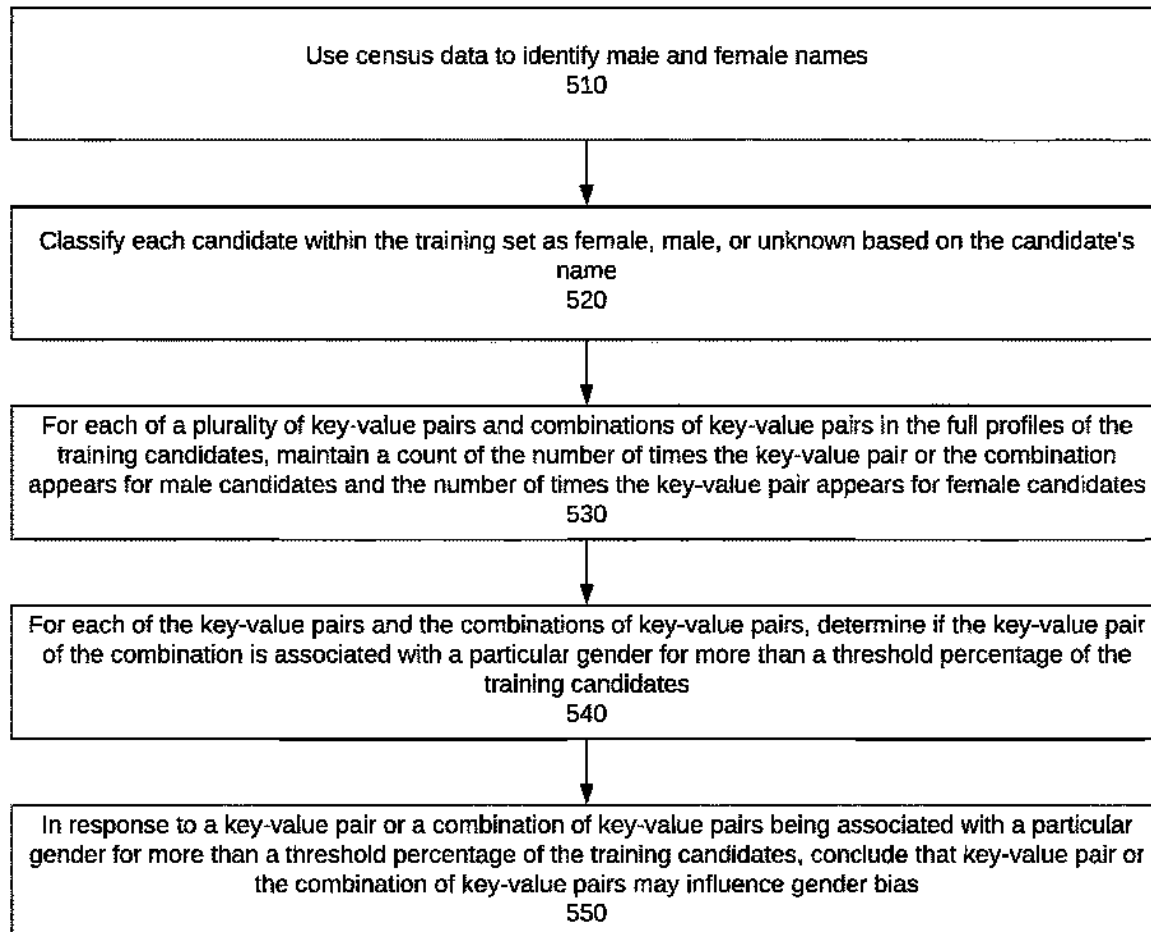 Use census data to identify male and female names
510
Classify each candidate within the training set as female, male, or unknown based on the candidate's
name
520
For each of a plurality of key-value pairs and combinations of key-value pairs in the full profiles of the
training candidates, maintain a count of the number of times the key-value pair or the combination
appears for male candidates and the number of times the key-value pair appears for female candidates
530
For each of the key-value pairs and the combinations of key-value pairs, determine if the key-value pair
of the combination is associated with a particular gender for more than a threshold percentage of the
training candidates
540
In response to a key-value pair or a combination of key-value pairs being associated with a particular
gender for more than a threshold percentage of the training candidates, conclude that key-value pair or
the combination of key-value pairs may influence gender bias
550